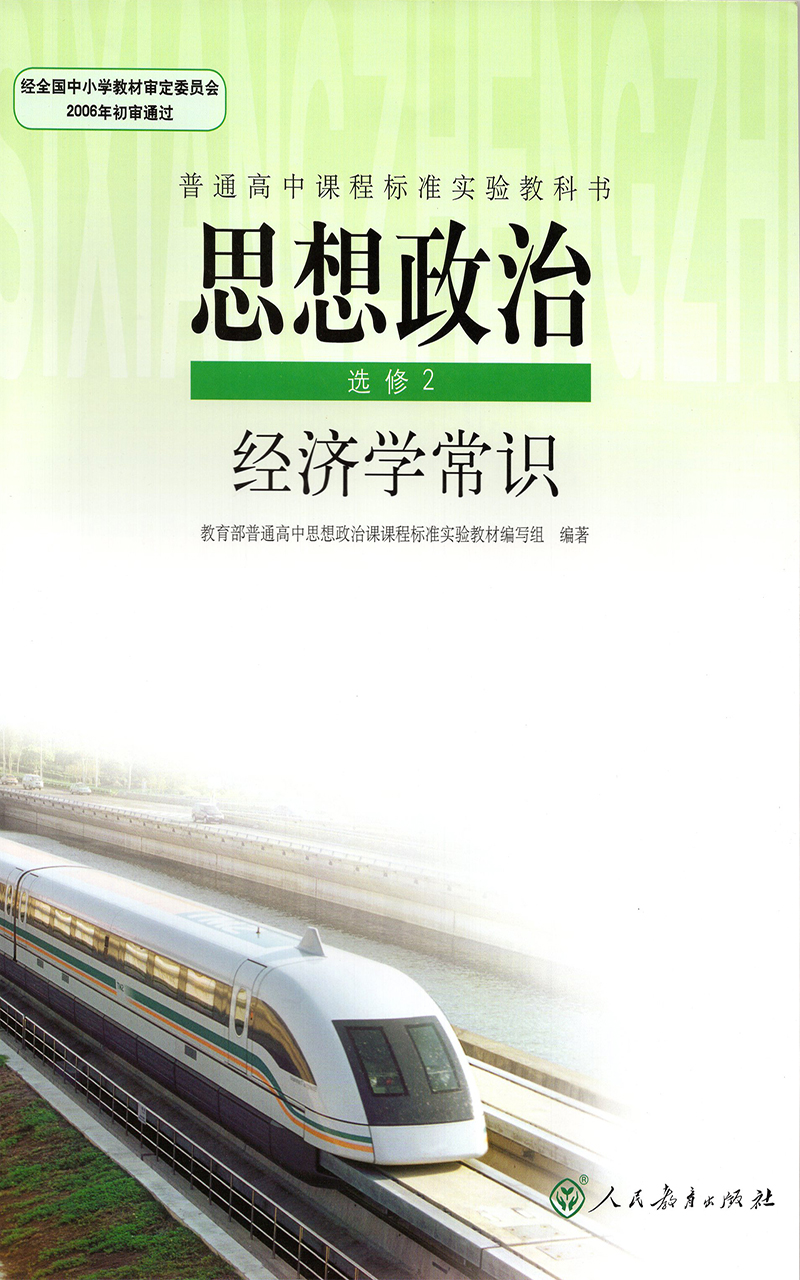 经全国中小学教材审定委员会
2006年初审通过
SIXIANGZHENGZHI
普通高中课程标准实验教科书
思想政治
选修2
经济学常识
教育部普通高中思想政治课课程标准实验教材编写组 编著
人民教育出版社